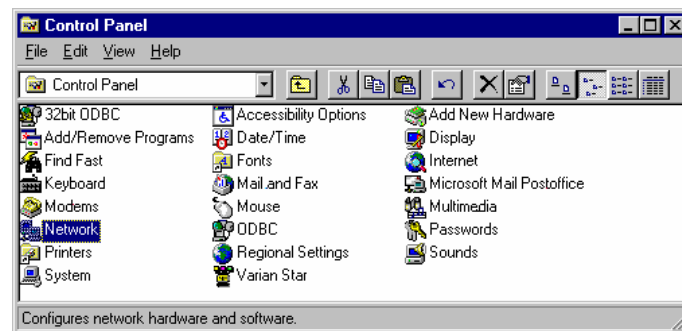 Control Panel
File Edit View Help
Control Panel
32bit ODBC Accessibility Options Add New Hardware
Add/Remove Programs Date/Time Display
Find Fast Fonts Internet
Keyboard Mail and Fax Microsoft Mail Postoffice
Modems Mouse Multimedia
Network ODBC Passwords
Printers Regional Settings Sounds
System Varian Star
Configures network hardware and software.